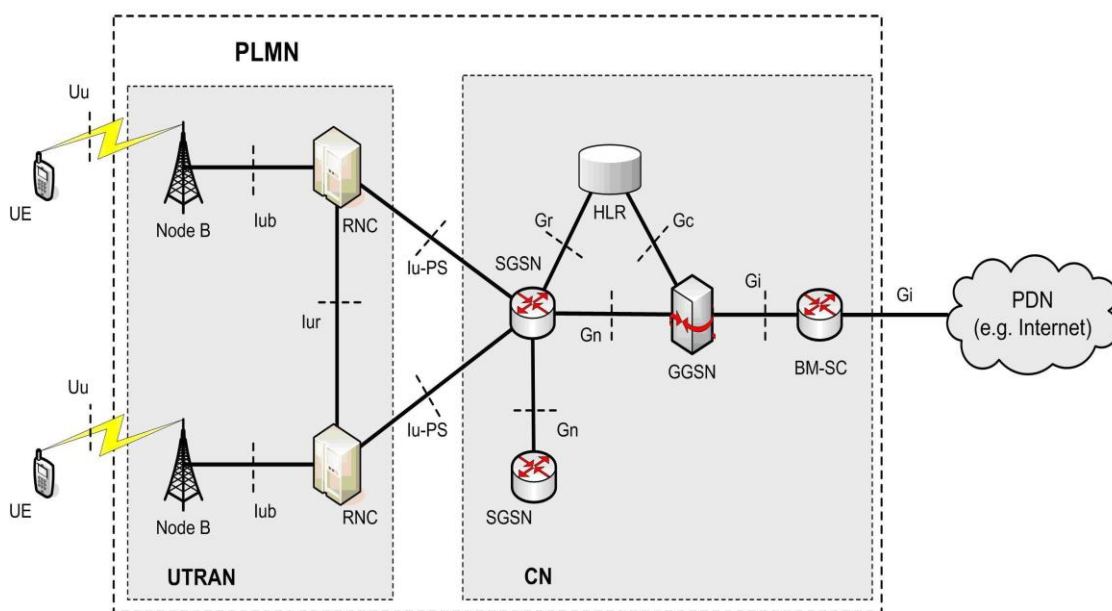 PLMN
Uu
UE
Node B
Iub
RNC
Iu-PS
Iur
HLR
Gr
Gc
SGSN
Gn
GGSN
Gi
BM-SC
Gi
PDN
(e.g. Internet)
Uu
UE
Node B
Iub
RNC
Iu-PS
Gn
SGSN
UTRAN
CN